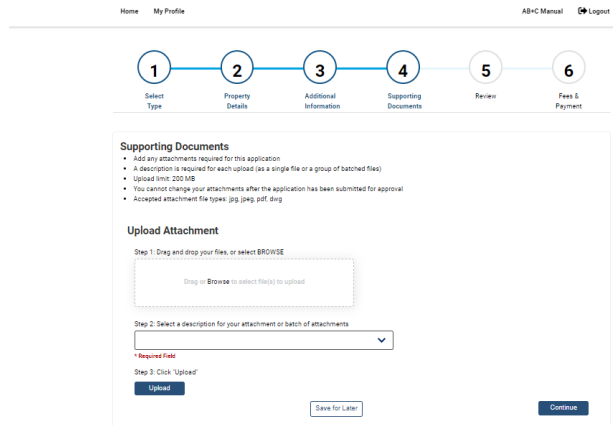 Home My Profile AB+C Manual Logout
1 2 3 4 5 6
Select Property Additional Supporting Review Fees &
Type Details Information Documents Payment
Supporting Documents
• Add any attachments required for this application
• A description is required for each upload (as a single file or a group of batched files)
• Upload limit: 200 MB
• You cannot change your attachments after the application has been submitted for approval
• Accepted attachment file types: jpg, jpeg, pdf, dwg
Upload Attachment
Step 1: Drag and drop your files, or select BROWSE
Drag or Browse to select file(s) to upload
Step 2: Select a description for your attachment or batch of attachments
* Required Field
Step 3: Click 'Upload'
Upload
Save for Later Continue